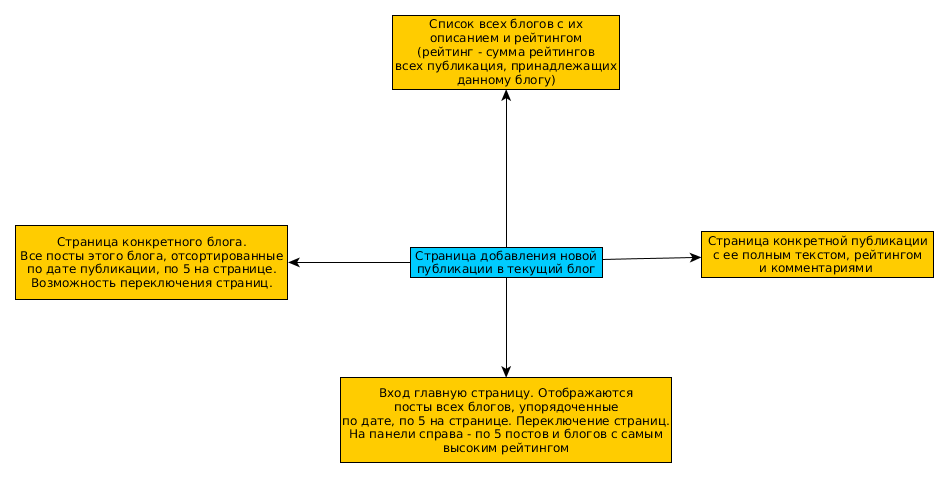 Список всех блогов с их
описанием и рейтингом
(рейтинг - сумма рейтингов
всех публикация, принадлежащих
данному блогу)
Страница конкретного блога.
Все посты этого блога, отсортированные
по дате публикации, по 5 на странице.
Возможность переключения страниц.
Страница добавления новой
публикации в текущий блог
Страница конкретной публикации
с ее полным текстом, рейтингом
и комментариями
Вход главную страницу. Отображаются
посты всех блогов, упорядоченные
по дате, по 5 на странице. Переключение страниц.
На панели справа - по 5 постов и блогов с самым
высоким рейтингом